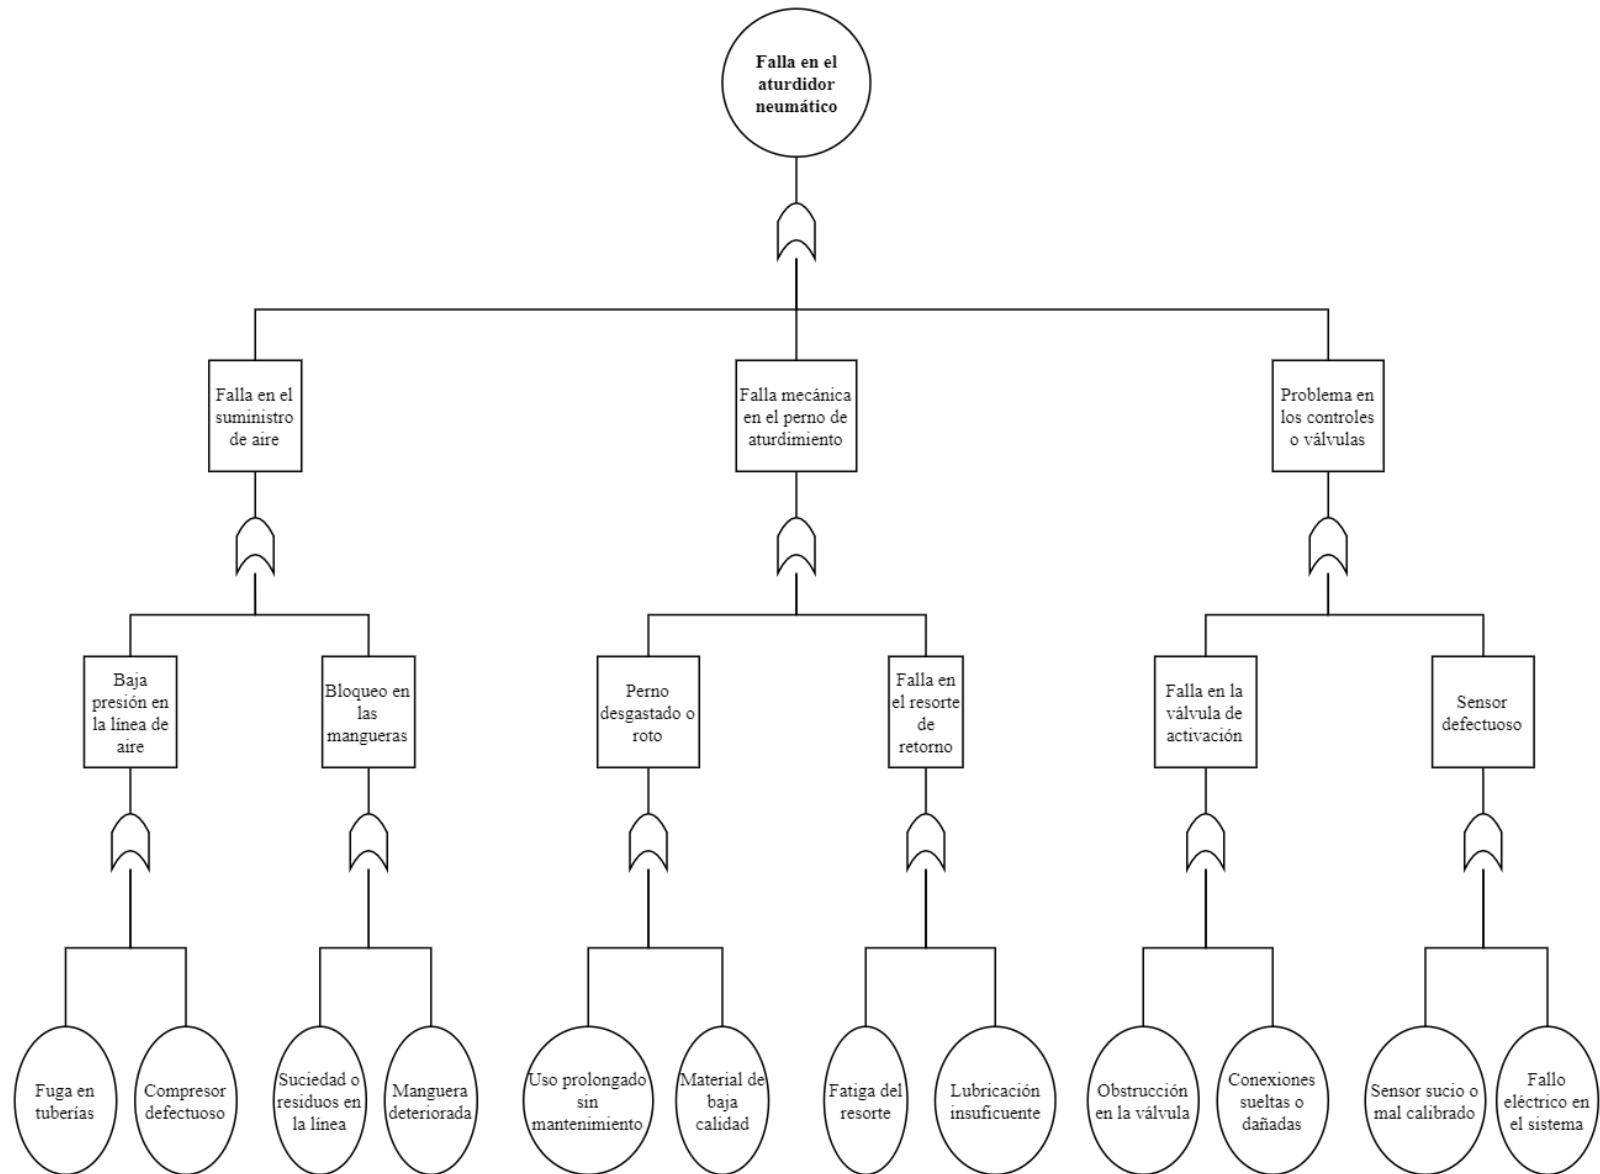 Falla en el
aturdidor
neumático
Falla en el
suministro
de aire
Falla mecánica
en el perno de
aturdimiento
Problema en
los controles
o válvulas
Baja
presión en
la línea de
aire
Bloqueo en
las
mangueras
Perno
desgastado o
roto
Falla en
el resorte
de
retorno
Falla en la
válvula de
activación
Sensor
defectuoso
Fuga en
tuberías
Compresor
defectuoso
Suciedad o
residuos en
la línea
Manguera
deteriorada
Uso prolongado
sin
mantenimiento
Material de
baja
calidad
Fatiga del
resorte
Lubricación
insuficuente
Obstrucción
en la válvula
Conexiones
sueltas o
dañadas
Sensor sucio o
mal calibrado
Fallo
eléctrico en
el sistema